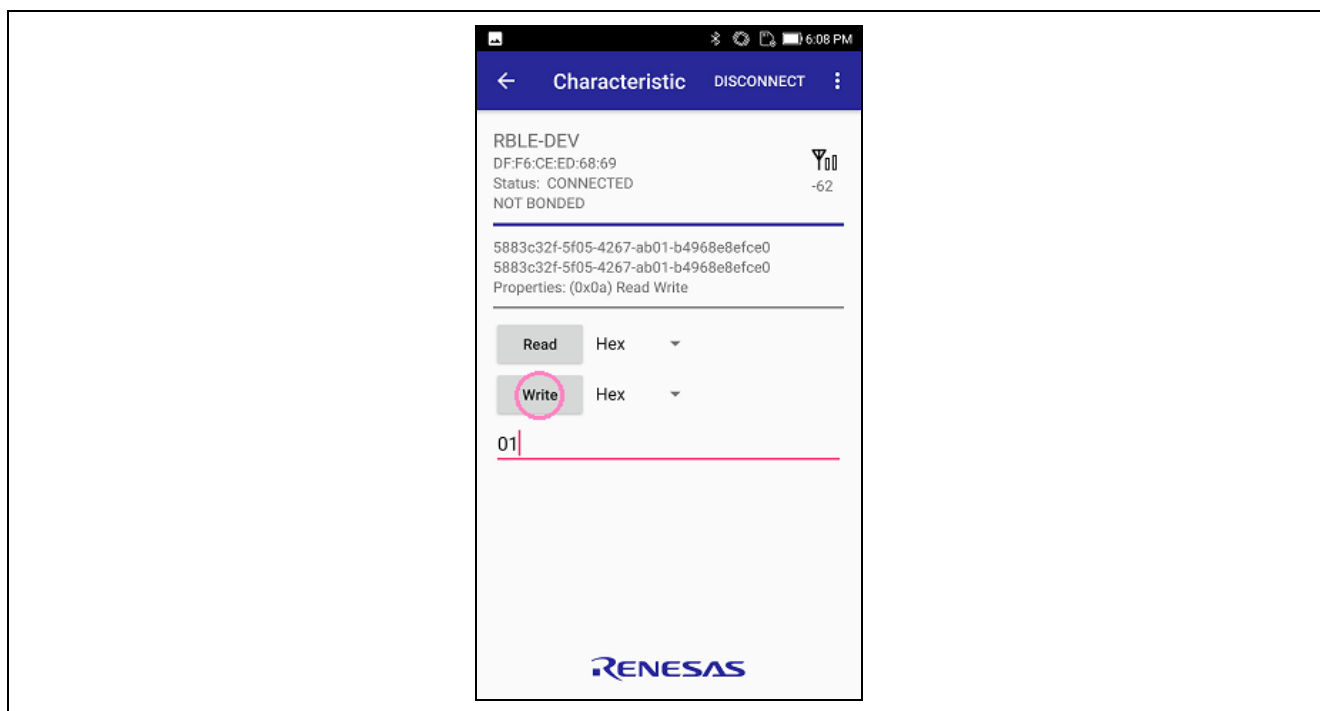 6:08 PM
Characteristic DISCONNECT
RBLE-DEV
DF:F6:CE:ED:68:69
Status: CONNECTED
-62
NOT BONDED
5883c32f-5f05-4267-ab01-b4968e8efce0
5883c32f-5f05-4267-ab01-b4968e8efce0
Properties: (0x0a) Read Write
Read Hex
Write Hex
01
RENESAS